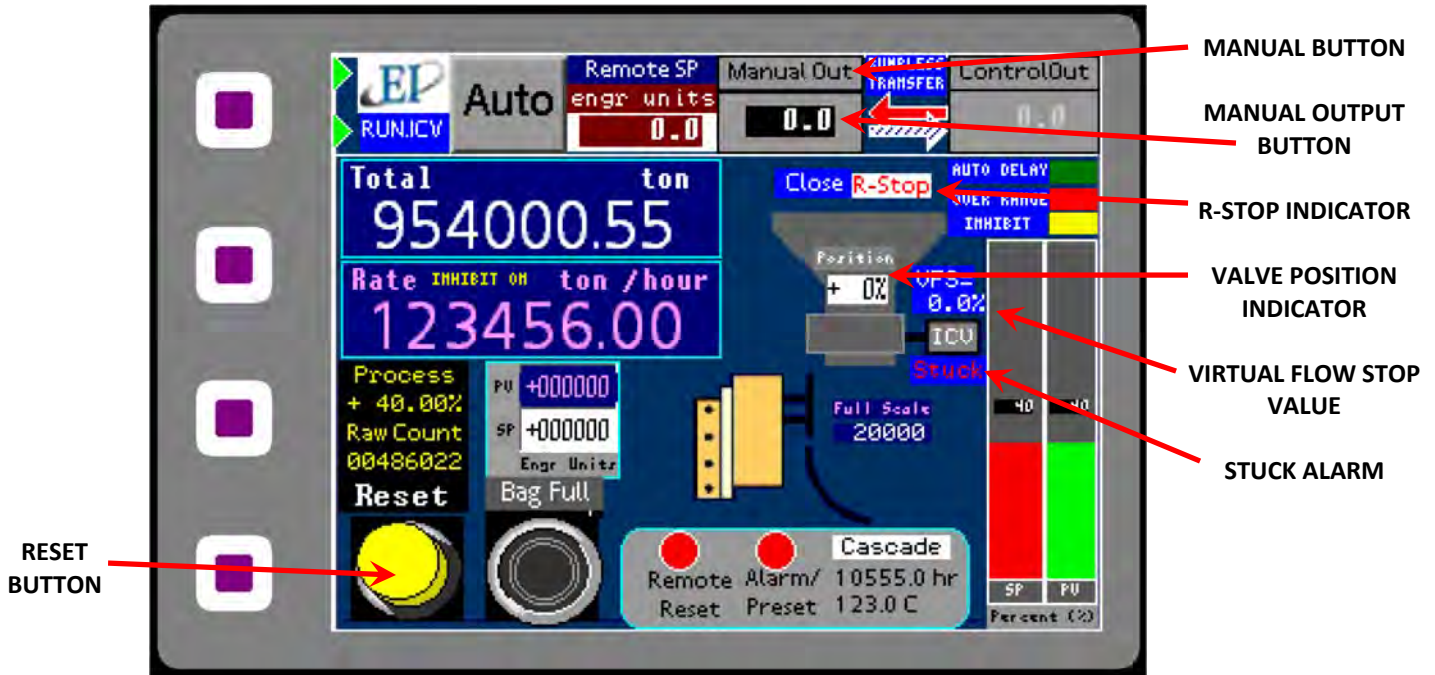 MANUAL BUTTON
MANUAL OUTPUT
BUTTON
R-STOP INDICATOR
VALVE POSITION
INDICATOR
VIRTUAL FLOW STOP
VALUE
STUCK ALARM
RESET
BUTTON
EP
RUN.ICV
Auto
Remote SP
engr units
0.0
Manual Out
0.0
TRANSFER
ControlOut
0.0
Total ton
954000.55
Rate INHIBIT ON ton /hour
123456.00
Close R-Stop
AUTO DELAY
OVER RANGE
INHIBIT
Position
+ 0%
VFS=
0.0%
ICV
Stuck
Process
+ 40.00%
Raw Count
00486022
Reset
PV +000000
SP +000000
Engr Units
Bag Full
Full Scale
20000
40 40
SP PV
Percent (%)
Cascade
Remote Alarm/ 10555.0 hr
Reset Preset 123.0 C